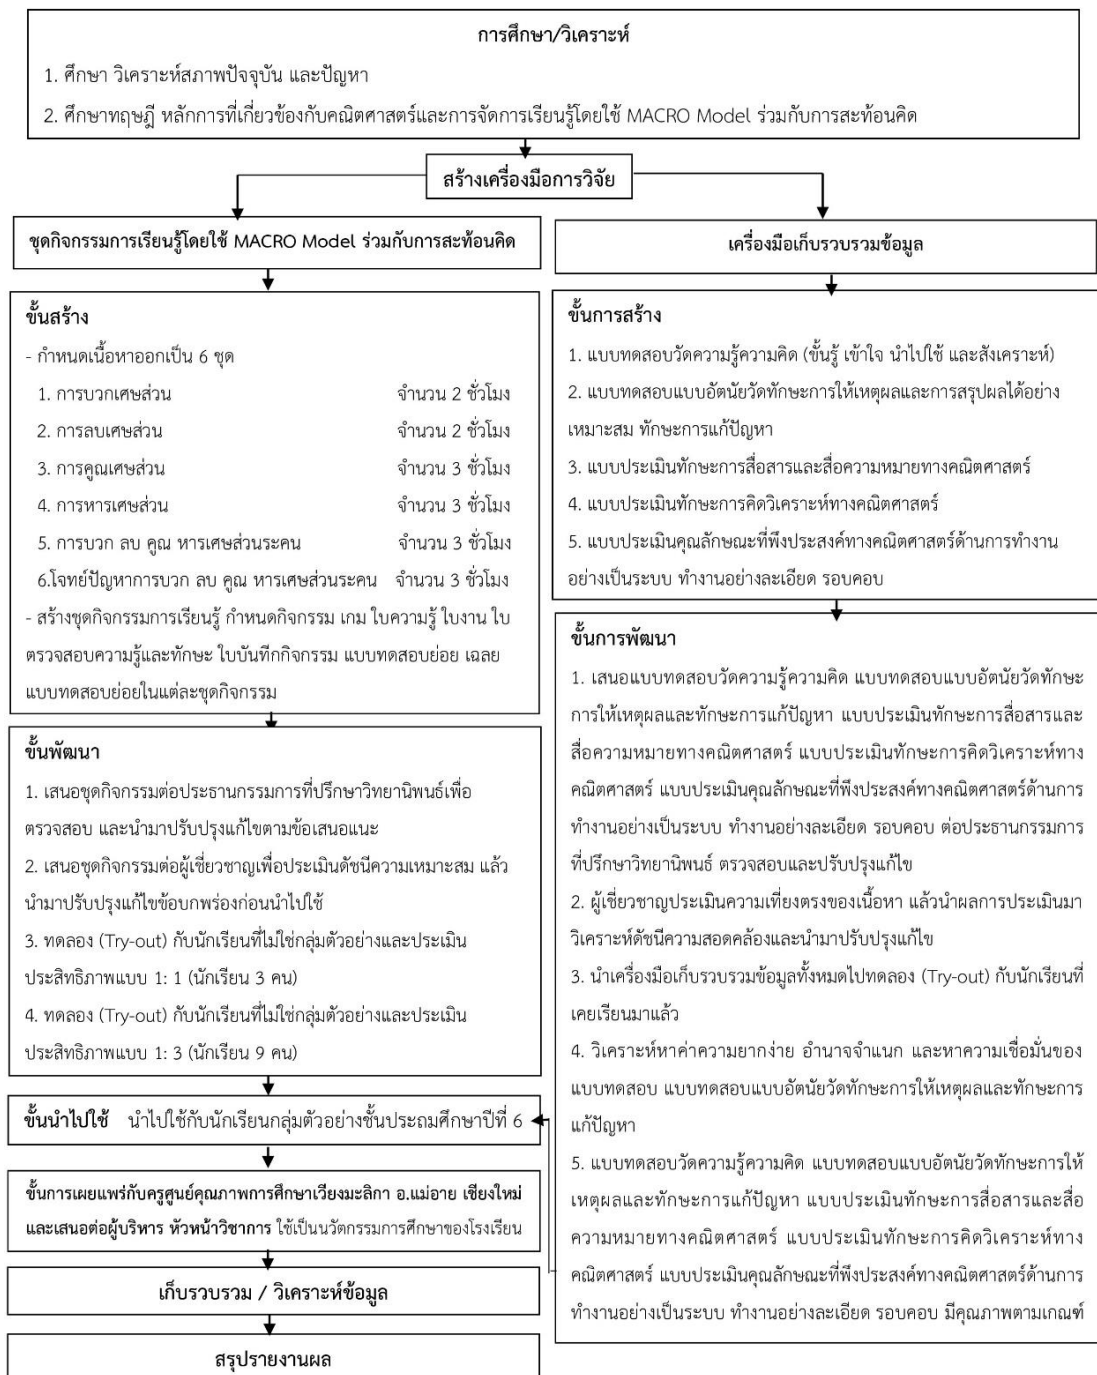 การศึกษา/วิเคราะห์
1. ศึกษา วิเคราะห์สภาพปัจจุบัน และปัญหา
2. ศึกษาทฤษฎี หลักการที่เกี่ยวข้องกับคณิตศาสตร์และการจัดการเรียนรู้โดยใช้ MACRO Model ร่วมกับการสะท้อนคิด
สร้างเครื่องมือการวิจัย
ชุดกิจกรรมการเรียนรู้โดยใช้ MACRO Model ร่วมกับการสะท้อนคิด
ขั้นสร้าง
- กำหนดเนื้อหาออกเป็น 6 ชุด
1. การบวกเศษส่วน จำนวน 2 ชั่วโมง
2. การลบเศษส่วน จำนวน 2 ชั่วโมง
3. การคูณเศษส่วน จำนวน 3 ชั่วโมง
4. การหารเศษส่วน จำนวน 3 ชั่วโมง
5. การบวก ลบ คูณ หารเศษส่วนระคน จำนวน 3 ชั่วโมง
6.โจทย์ปัญหาการบวก ลบ คูณ หารเศษส่วนระคน จำนวน 3 ชั่วโมง
- สร้างชุดกิจกรรมการเรียนรู้ กำหนดกิจกรรม เกม ใบความรู้ ใบงาน ใบ
ตรวจสอบความรู้และทักษะ ใบบันทึกกิจกรรม แบบทดสอบย่อย เฉลย
แบบทดสอบย่อยในแต่ละชุดกิจกรรม
ขั้นพัฒนา
1. เสนอชุดกิจกรรมต่อประธานกรรมการที่ปรึกษาวิทยานิพนธ์เพื่อ
ตรวจสอบ และนำมาปรับปรุงแก้ไขตามข้อเสนอแนะ
2. เสนอชุดกิจกรรมต่อผู้เชี่ยวชาญเพื่อประเมินดัชนีความเหมาะสม แล้ว
นำมาปรับปรุงแก้ไขข้อบกพร่องก่อนนำไปใช้
3. ทดลอง (Try-out) กับนักเรียนที่ไม่ใช่กลุ่มตัวอย่างและประเมิน
ประสิทธิภาพแบบ 1: 1 (นักเรียน 3 คน)
4. ทดลอง (Try-out) กับนักเรียนที่ไม่ใช่กลุ่มตัวอย่างและประเมิน
ประสิทธิภาพแบบ 1: 3 (นักเรียน 9 คน)
ขั้นนำไปใช้ นำไปใช้กับนักเรียนกลุ่มตัวอย่างชั้นประถมศึกษาปีที่ 6
ขั้นการเผยแพร่กับครูศูนย์คุณภาพการศึกษาเวียงมะลิกา อ.แม่อาย เชียงใหม่
และเสนอต่อผู้บริหาร หัวหน้าวิชาการ ใช้เป็นนวัตกรรมการศึกษาของโรงเรียน
เก็บรวบรวม / วิเคราะห์ข้อมูล
สรุปรายงานผล
เครื่องมือเก็บรวบรวมข้อมูล
ขั้นการสร้าง
1. แบบทดสอบวัดความรู้ความคิด (ขั้นรู้ เข้าใจ นำไปใช้ และสังเคราะห์)
2. แบบทดสอบแบบอัตนัยวัดทักษะการให้เหตุผลและการสรุปผลได้อย่าง
เหมาะสม ทักษะการแก้ปัญหา
3. แบบประเมินทักษะการสื่อสารและสื่อความหมายทางคณิตศาสตร์
4. แบบประเมินทักษะการคิดวิเคราะห์ทางคณิตศาสตร์
5. แบบประเมินคุณลักษณะที่พึงประสงค์ทางคณิตศาสตร์ด้านการทำงาน
อย่างเป็นระบบ ทำงานอย่างละเอียด รอบคอบ
ขั้นการพัฒนา
1. เสนอแบบทดสอบวัดความรู้ความคิด แบบทดสอบแบบอัตนัยวัดทักษะ
การให้เหตุผลและทักษะการแก้ปัญหา แบบประเมินทักษะการสื่อสารและ
สื่อความหมายทางคณิตศาสตร์ แบบประเมินทักษะการคิดวิเคราะห์ทาง
คณิตศาสตร์ แบบประเมินคุณลักษณะที่พึงประสงค์ทางคณิตศาสตร์ด้านการ
ทำงานอย่างเป็นระบบ ทำงานอย่างละเอียด รอบคอบ ต่อประธานกรรมการ
ที่ปรึกษาวิทยานิพนธ์ ตรวจสอบและปรับปรุงแก้ไข
2. ผู้เชี่ยวชาญประเมินความเที่ยงตรงของเนื้อหา แล้วนำผลการประเมินมา
วิเคราะห์ดัชนีความสอดคล้องและนำมาปรับปรุงแก้ไข
3. นำเครื่องมือเก็บรวบรวมข้อมูลทั้งหมดไปทดลอง (Try-out) กับนักเรียนที่
เคยเรียนมาแล้ว
4. วิเคราะห์หาค่าความยากง่าย อำนาจจำแนก และหาความเชื่อมั่นของ
แบบทดสอบ แบบทดสอบแบบอัตนัยวัดทักษะการให้เหตุผลและทักษะการ
แก้ปัญหา
5. แบบทดสอบวัดความรู้ความคิด แบบทดสอบแบบอัตนัยวัดทักษะการให้
เหตุผลและทักษะการแก้ปัญหา แบบประเมินทักษะการสื่อสารและสื่อ
ความหมายทางคณิตศาสตร์ แบบประเมินทักษะการคิดวิเคราะห์ทาง
คณิตศาสตร์ แบบประเมินคุณลักษณะที่พึงประสงค์ทางคณิตศาสตร์ด้านการ
ทำงานอย่างเป็นระบบ ทำงานอย่างละเอียด รอบคอบ มีคุณภาพตามเกณฑ์